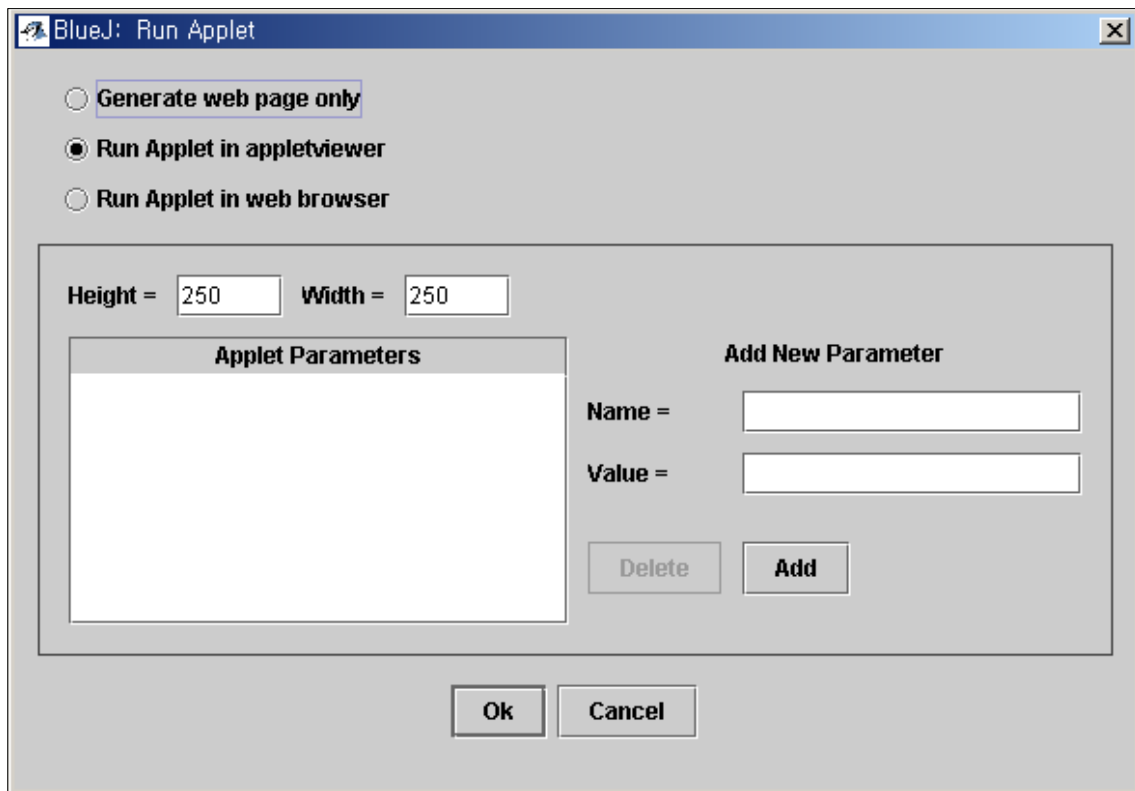 BlueJ: Run Applet
Generate web page only
Run Applet in appletviewer
Run Applet in web browser
Height = 250 Width = 250
Applet Parameters
Add New Parameter
Name =
Value =
Delete Add
Ok Cancel